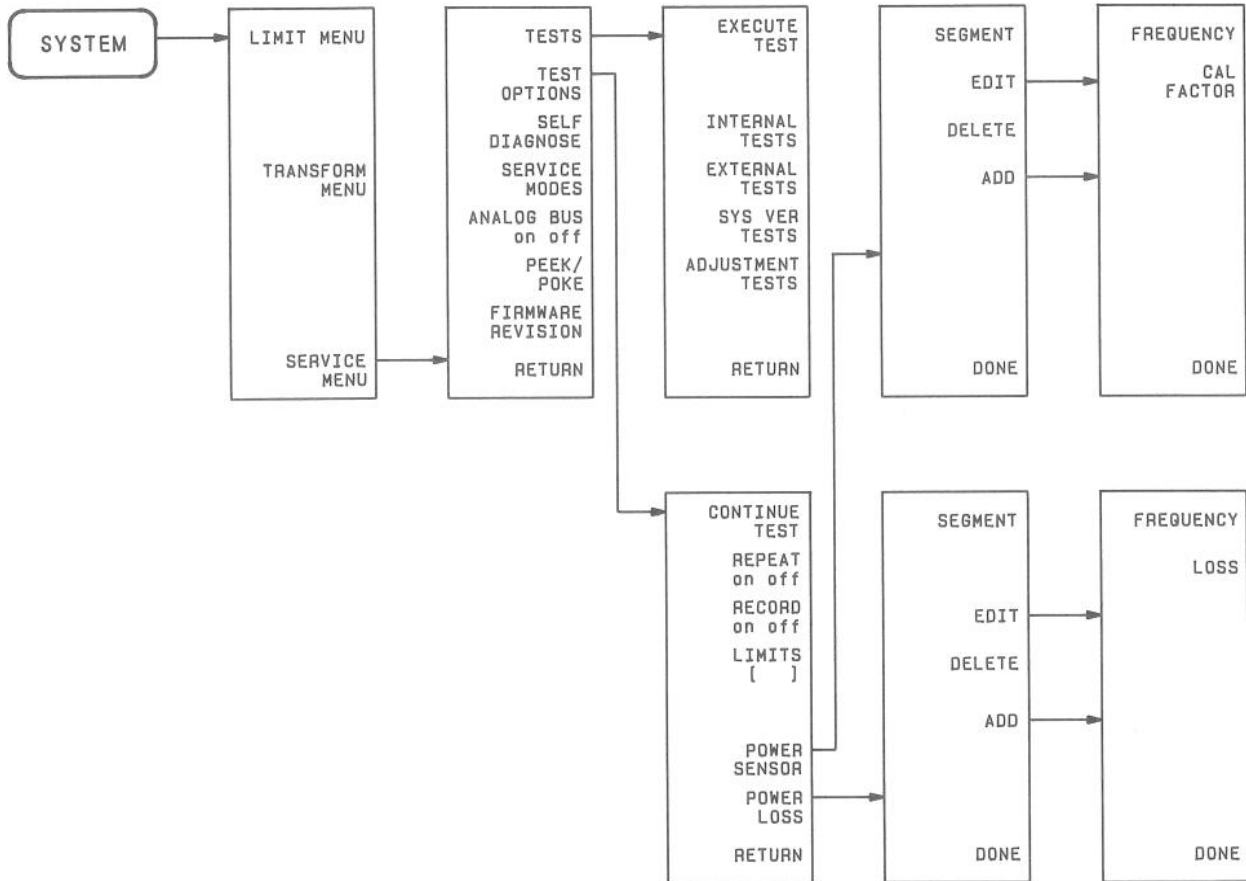 SYSTEM
LIMIT MENU
TRANSFORM
MENU
SERVICE
MENU
TESTS
TEST
OPTIONS
SELF
DIAGNOSE
SERVICE
MODES
ANALOG BUS
on off
PEEK/
POKE
FIRMWARE
REVISION
RETURN
EXECUTE
TEST
INTERNAL
TESTS
EXTERNAL
TESTS
SYS VER
TESTS
ADJUSTMENT
TESTS
RETURN
SEGMENT
EDIT
DELETE
ADD
DONE
FREQUENCY
CAL
FACTOR
DONE
CONTINUE
TEST
REPEAT
on off
RECORD
on off
LIMITS
[ ]
POWER
SENSOR
POWER
LOSS
RETURN
SEGMENT
EDIT
DELETE
ADD
DONE
FREQUENCY
LOSS
DONE